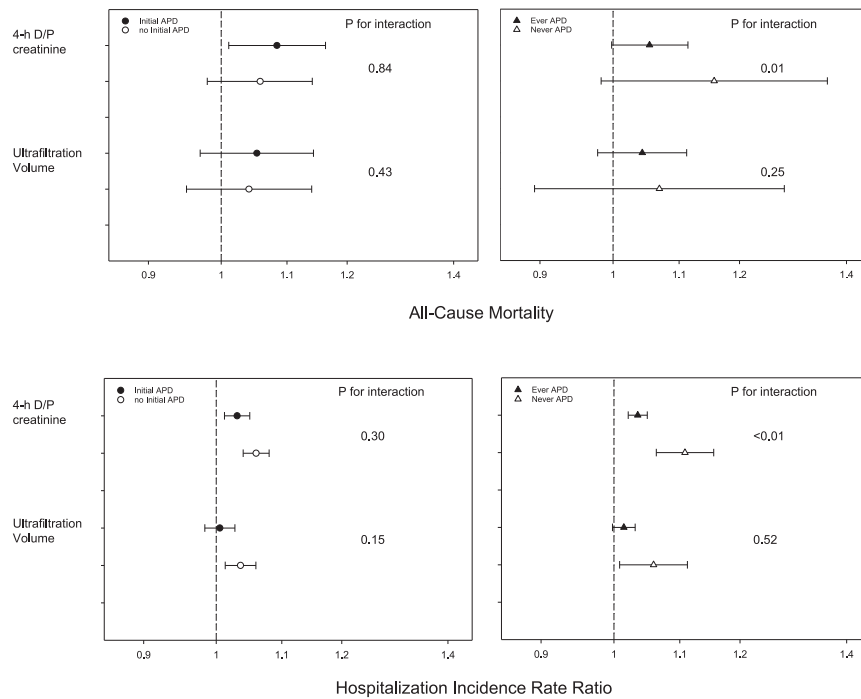 Initial APD
no Initial APD
P for interaction
4-h D/P
creatinine
0.84
Ultrafiltration
Volume
0.43
0.9
1
1.1
1.2
1.4
Ever APD
Never APD
P for interaction
0.01
0.25
0.9
1
1.1
1.2
1.4
All-Cause Mortality
Initial APD
no Initial APD
P for interaction
4-h D/P
creatinine
0.30
Ultrafiltration
Volume
0.15
0.9
1
1.1
1.2
1.4
Ever APD
Never APD
P for interaction
<0.01
0.52
0.9
1
1.1
1.2
1.4
Hospitalization Incidence Rate Ratio